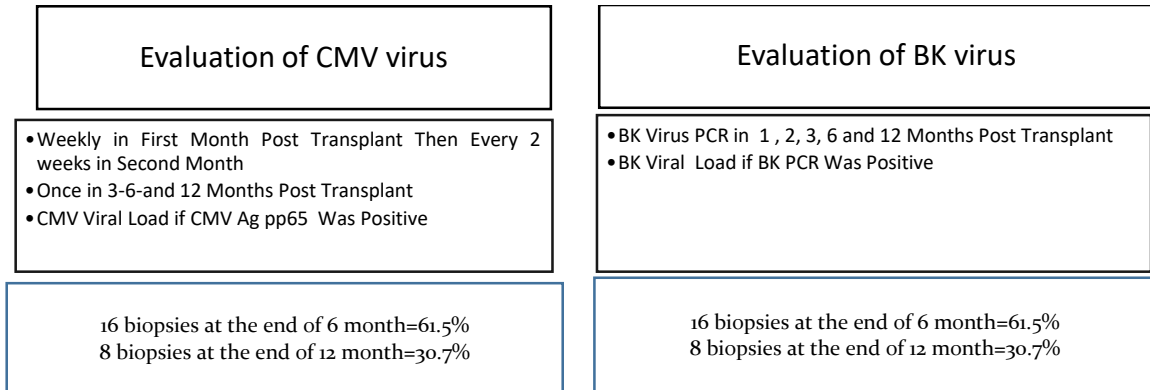 Evaluation of CMV virus
•Weekly in First Month Post Transplant Then Every 2
weeks in Second Month
•Once in 3-6-and 12 Months Post Transplant
•CMV Viral Load if CMV Ag pp65 Was Positive
16 biopsies at the end of 6 month=61.5%
8 biopsies at the end of 12 month=30.7%
Evaluation of BK virus
•BK Virus PCR in 1 , 2, 3, 6 and 12 Months Post Transplant
•BK Viral Load if BK PCR Was Positive
16 biopsies at the end of 6 month=61.5%
8 biopsies at the end of 12 month=30.7%